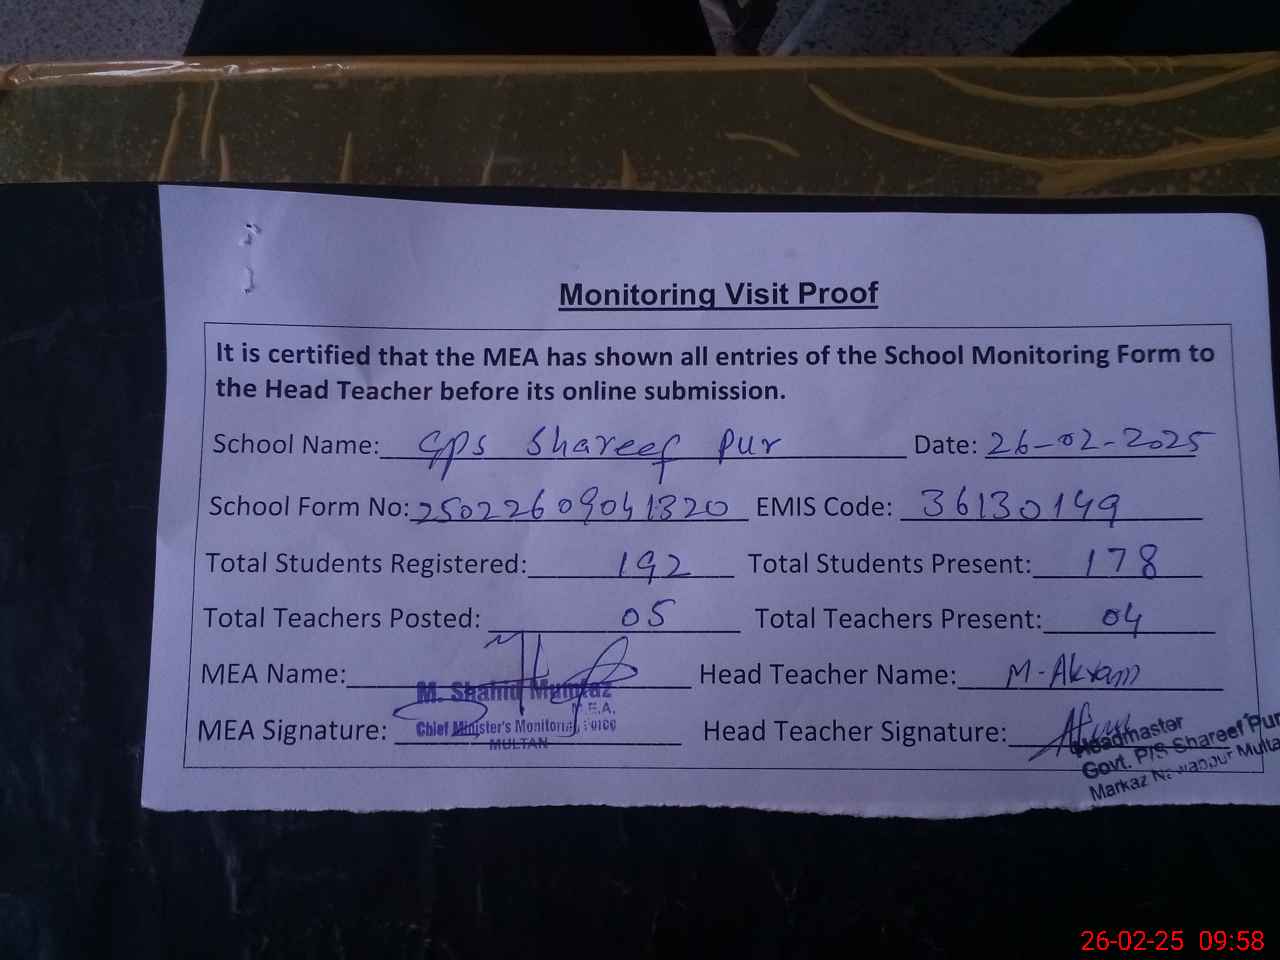 Monitoring Visit Proof
It is certified that the MEA has shown all entries of the School Monitoring Form to
the Head Teacher before its online submission.
School Name: GPS Shareef Pur Date: 26-02-2025
School Form No: 25022609041320 EMIS Code: 36130149
Total Students Registered: 192 Total Students Present: 178
Total Teachers Posted: 05 Total Teachers Present: 04
MEA Name: Head Teacher Name: M-Akram
M. Shahid Mumtaz
M.E.A.
MEA Signature: Chief Minister's Monitoring Force Head Teacher Signature:
MULTAN
Headmaster
Govt. P/S Shareef Pur
Markaz Nawabpur Multa
26-02-25 09:58